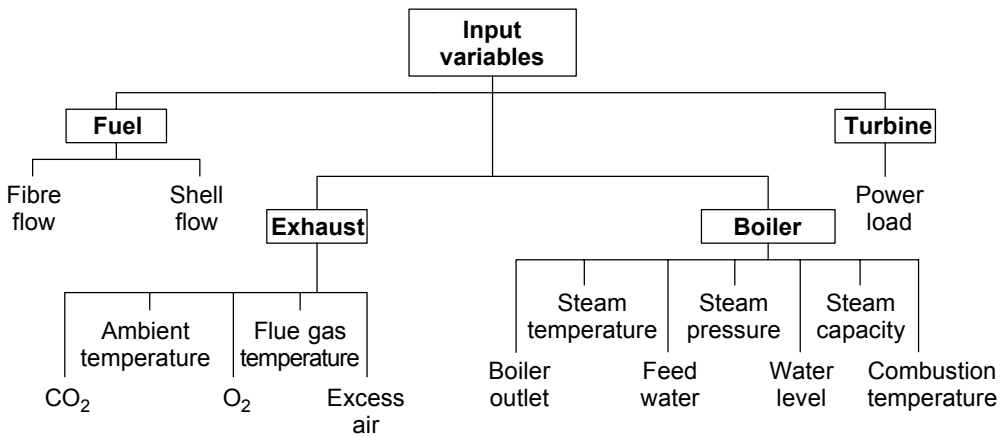 Input
variables
Fuel
Turbine
Fibre
flow
Shell
flow
Power
load
Exhaust
Boiler
Ambient
temperature
Flue gas
temperature
CO₂
O₂
Excess
air
Steam
temperature
Steam
pressure
Steam
capacity
Boiler
outlet
Feed
water
Water
level
Combustion
temperature